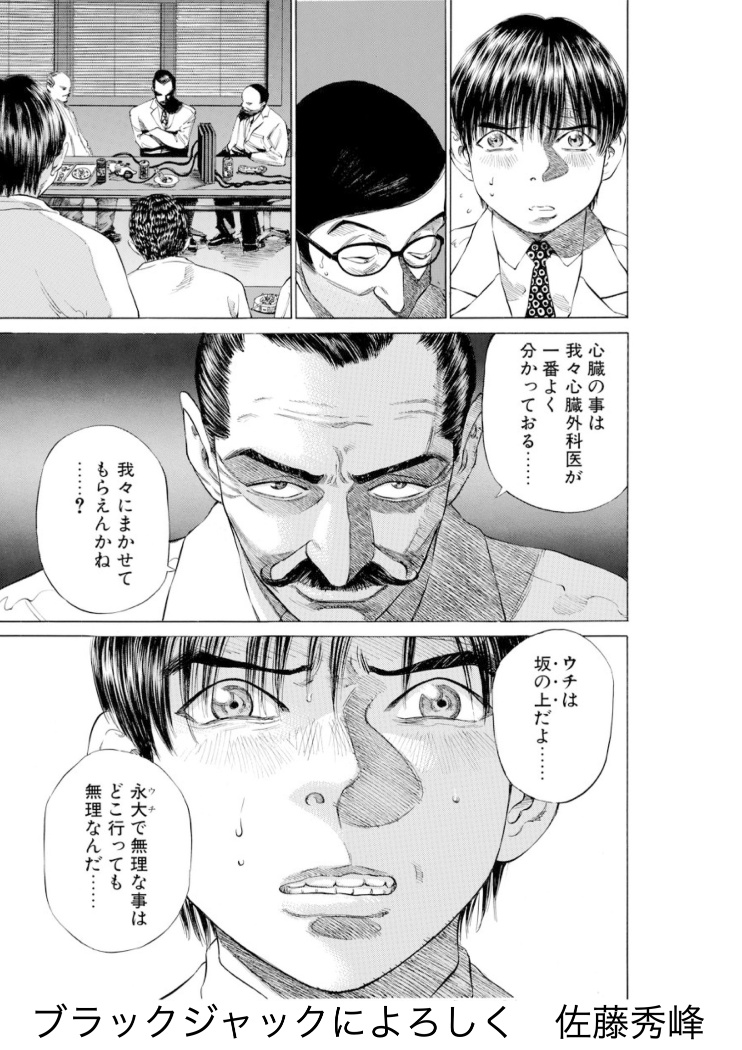 心臓の事は
我々心臓外科医が
一番よく
分かっておる……
我々にまかせて
もらえんかね
……?
ウチは
坂の上だよ……
永大で無理な事は
どこ行っても
無理なんだ……
ウチ
ブラックジャックによろしく 佐藤秀峰